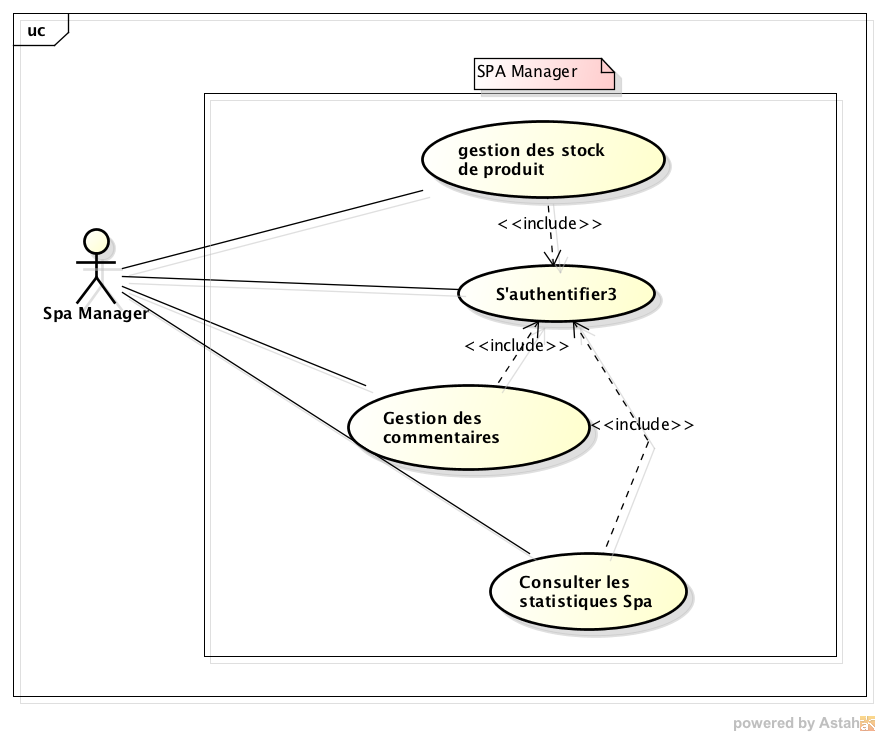 uc
SPA Manager
gestion des stock
de produit
<<include>>
S'authentifier3
Spa Manager
<<include>>
Gestion des
commentaires
<<include>>
Consulter les
statistiques Spa
powered by Astah